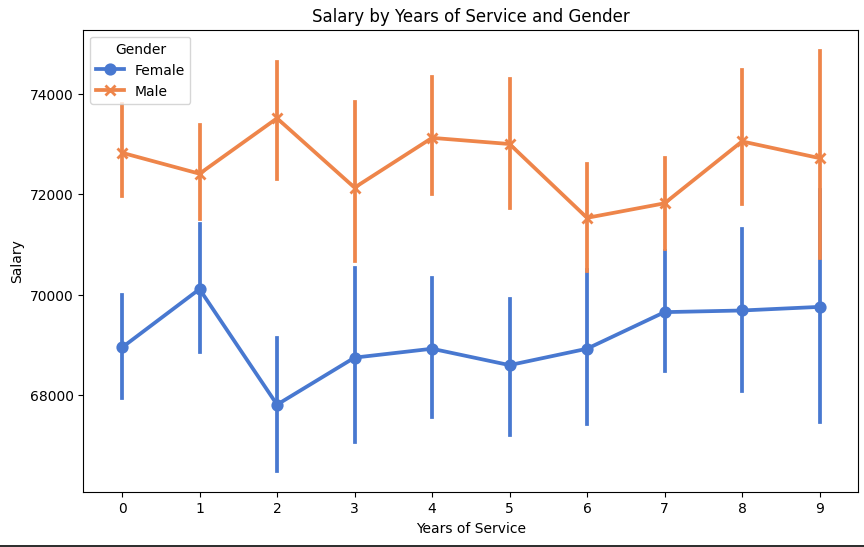 Salary by Years of Service and Gender
Gender
Female
Male
74000
72000
70000
68000
Salary
0 1 2 3 4 5 6 7 8 9
Years of Service